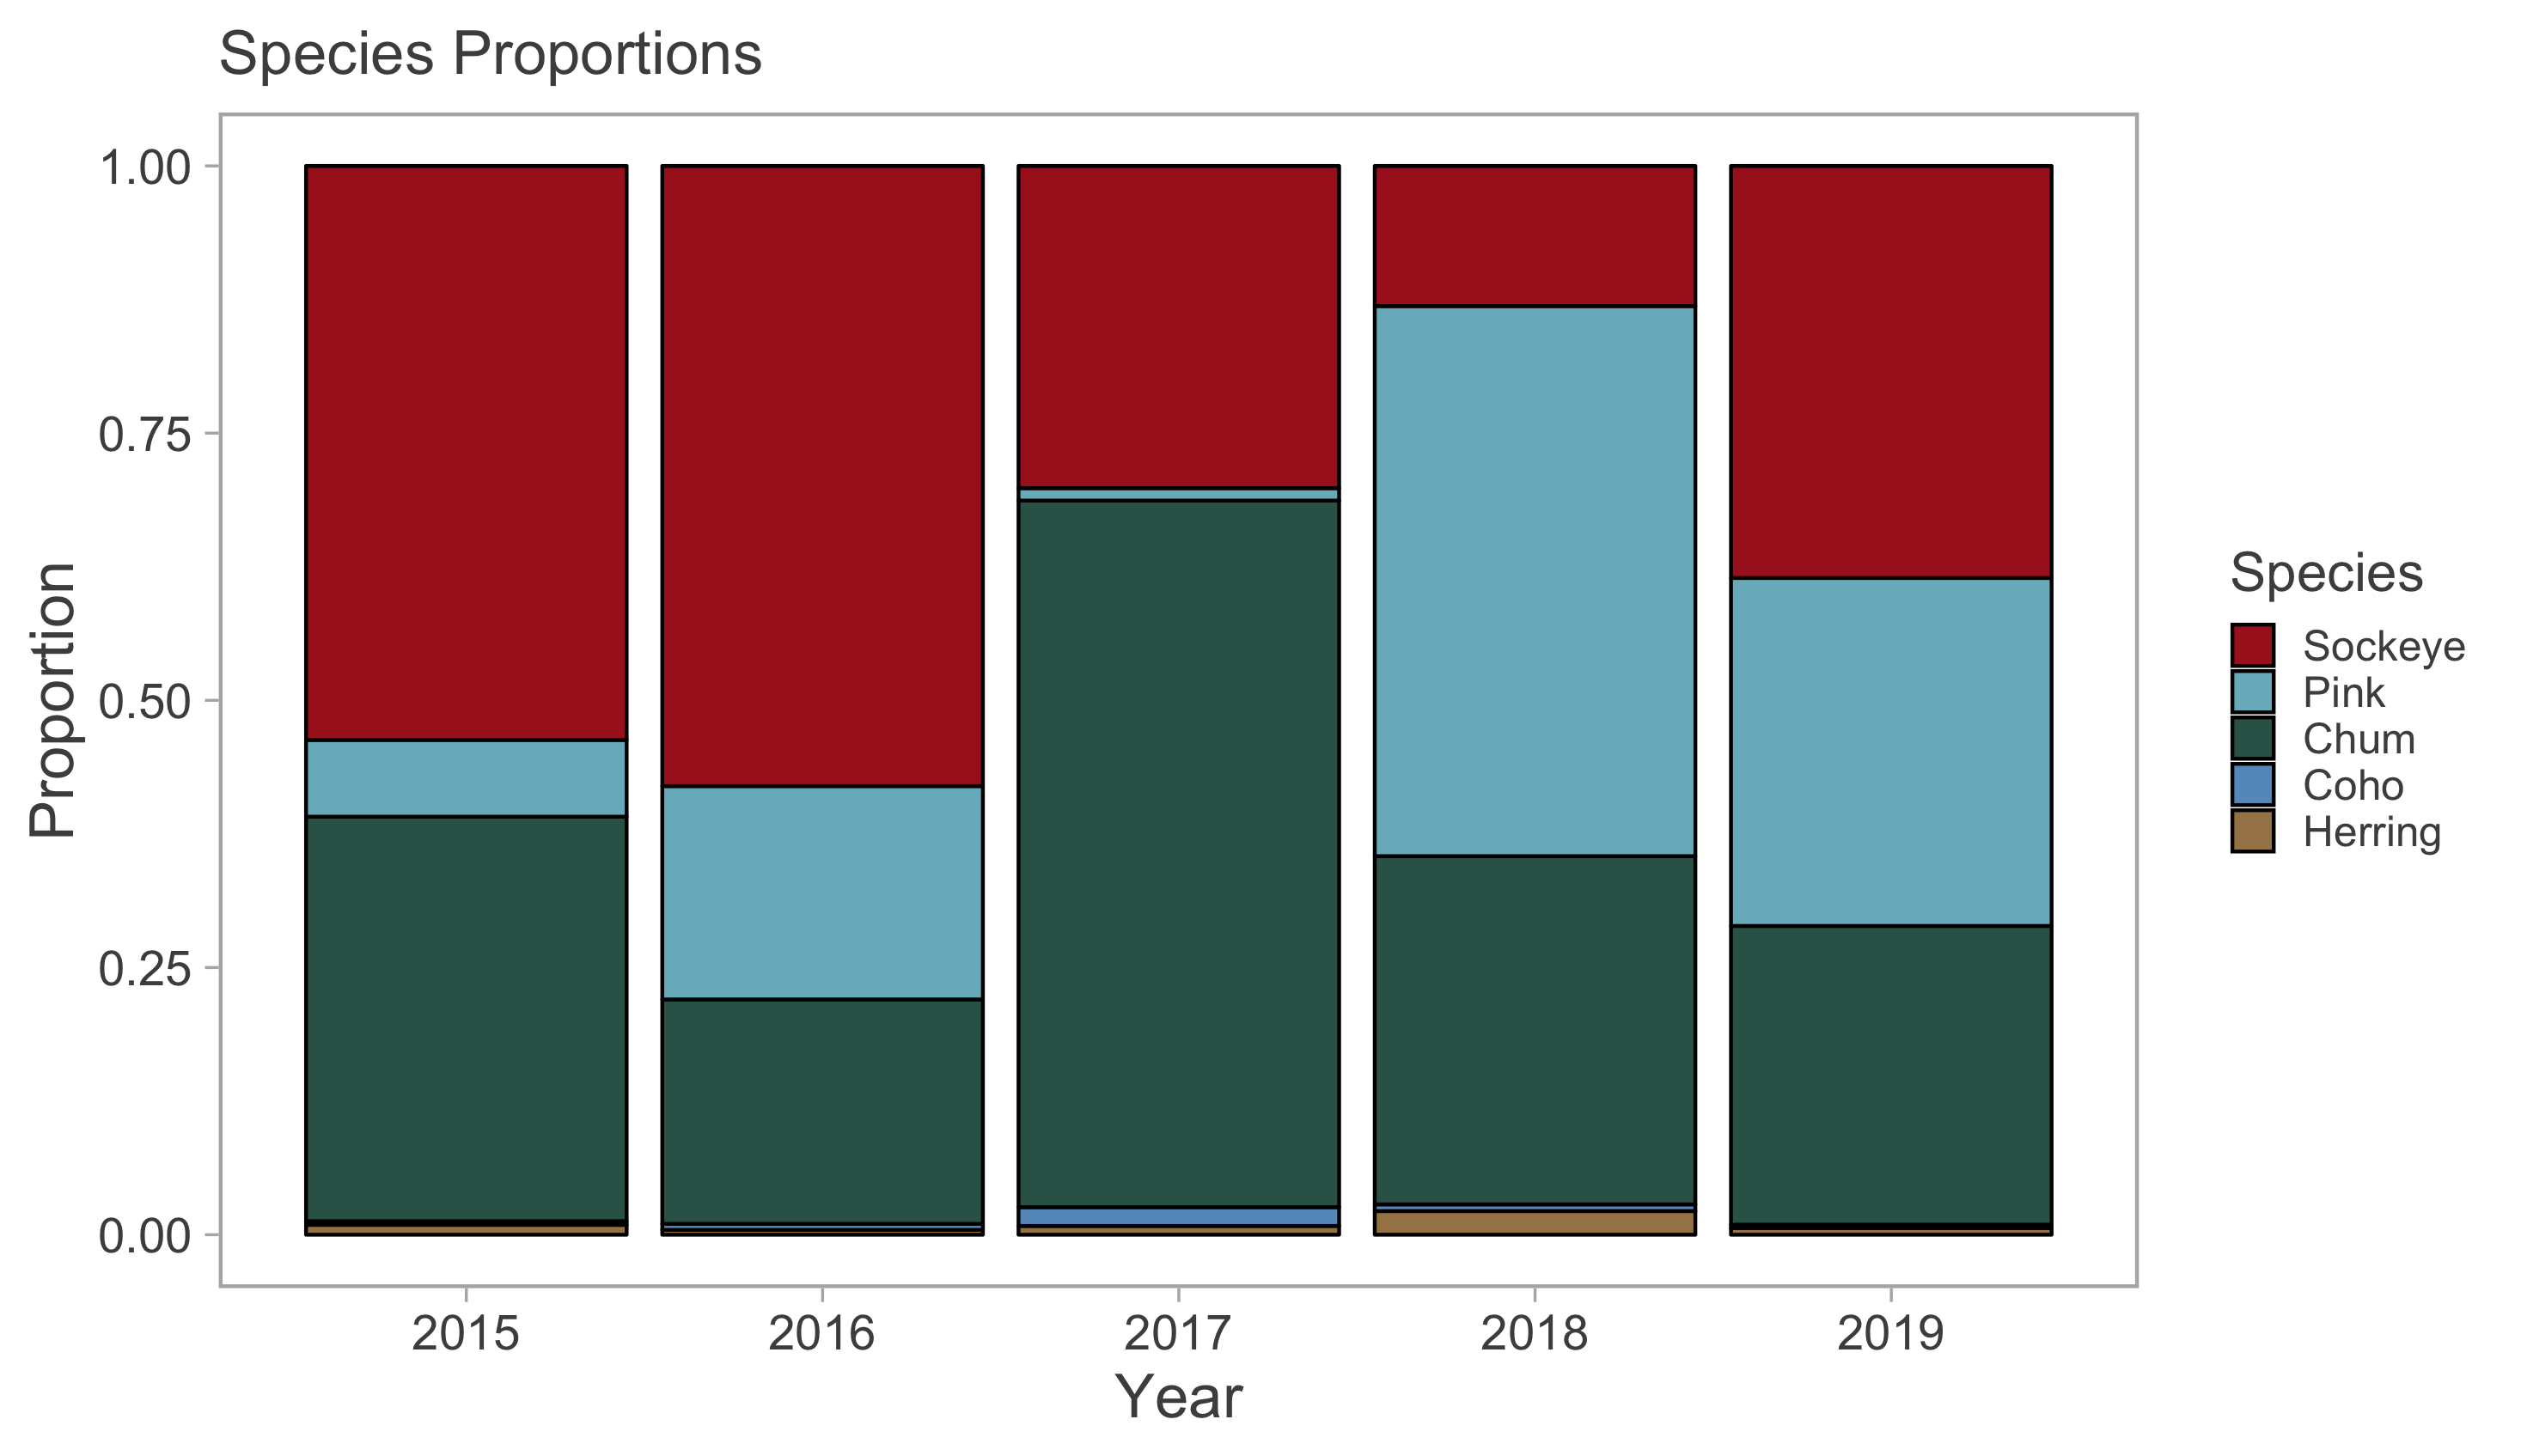 Species Proportions
1.00
0.75
0.50
0.25
0.00
Proportion
2015
2016
2017
2018
2019
Year
Species
Sockeye
Pink
Chum
Coho
Herring